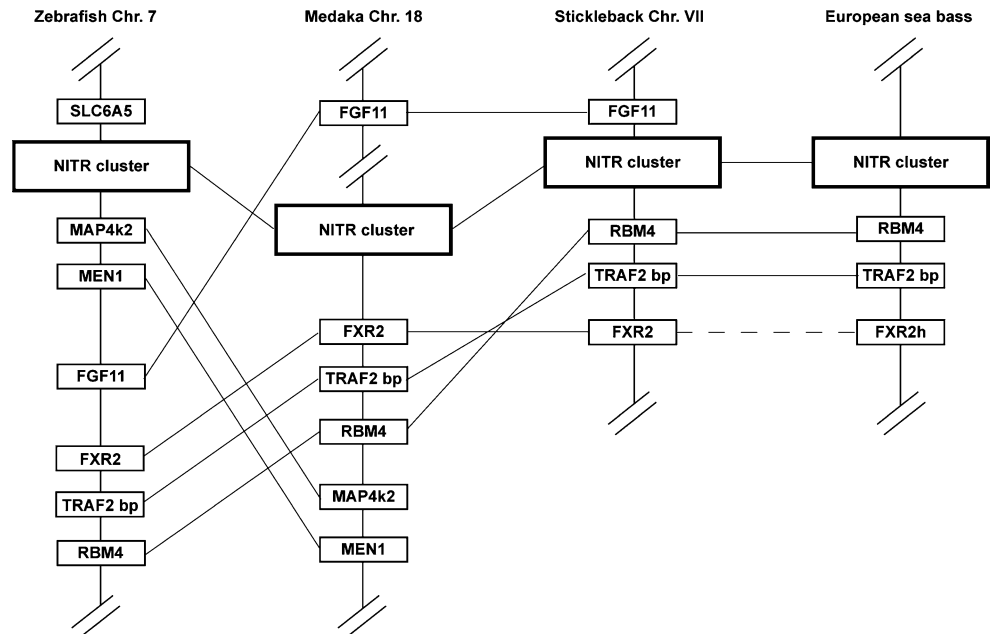 Zebrafish Chr. 7
Medaka Chr. 18
Stickleback Chr. VII
European sea bass
SLC6A5
NITR cluster
MAP4k2
MEN1
FGF11
FXR2
TRAF2 bp
RBM4
FGF11
NITR cluster
FXR2
TRAF2 bp
RBM4
MAP4k2
MEN1
FGF11
NITR cluster
RBM4
TRAF2 bp
FXR2
NITR cluster
RBM4
TRAF2 bp
FXR2h